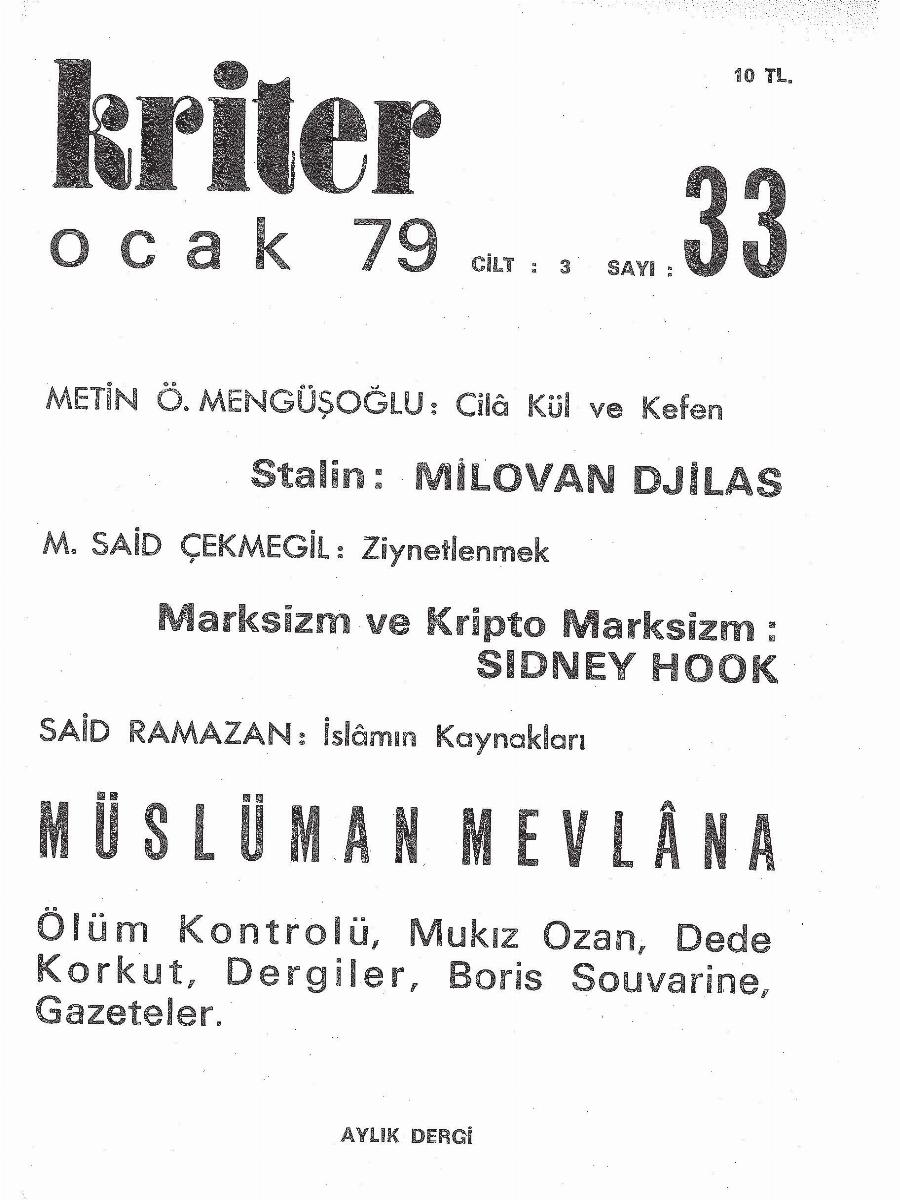 10 TL.
kriter
ocak 79 CİLT : 3 SAYI : 33
METİN Ö. MENGÜŞOĞLU: Cilâ Kül ve Kefen
Stalin: MİLOVAN DJİLAS
M. SAİD ÇEKMEGİL: Ziynetlenmek
Marksizm ve Kripto Marksizm :
SIDNEY HOOK
SAİD RAMAZAN: İslâmın Kaynakları
MÜSLÜMAN MEVLÂNA
Ölüm Kontrolü, Mukız Ozan, Dede
Korkut, Dergiler, Boris Souvarine,
Gazeteler.
AYLIK DERGİ